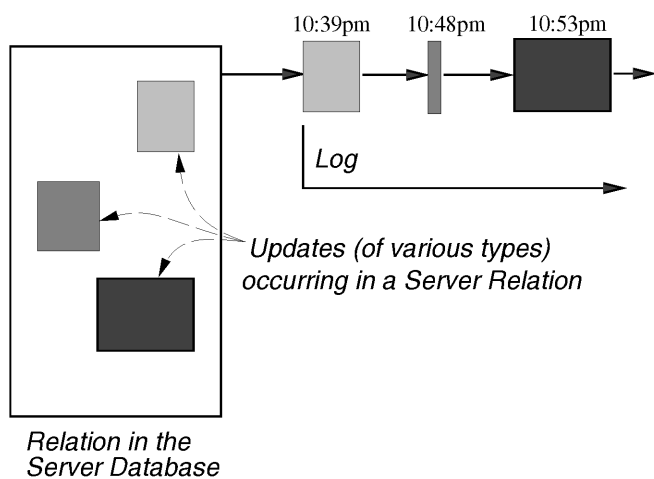 10:39pm 10:48pm 10:53pm
Log
Updates (of various types)
occurring in a Server Relation
Relation in the
Server Database